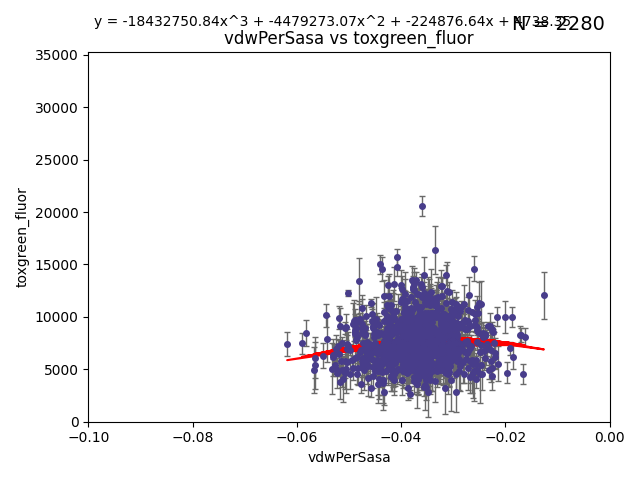 y = -18432750.84x^3 + -4479273.07x^2 + -224876.64x + 4738.35
N = 2280
vdwPerSasa vs toxgreen_fluor
35000
30000
25000
20000
15000
10000
5000
0
toxgreen_fluor
−0.10
−0.08
−0.06
−0.04
−0.02
0.00
vdwPerSasa